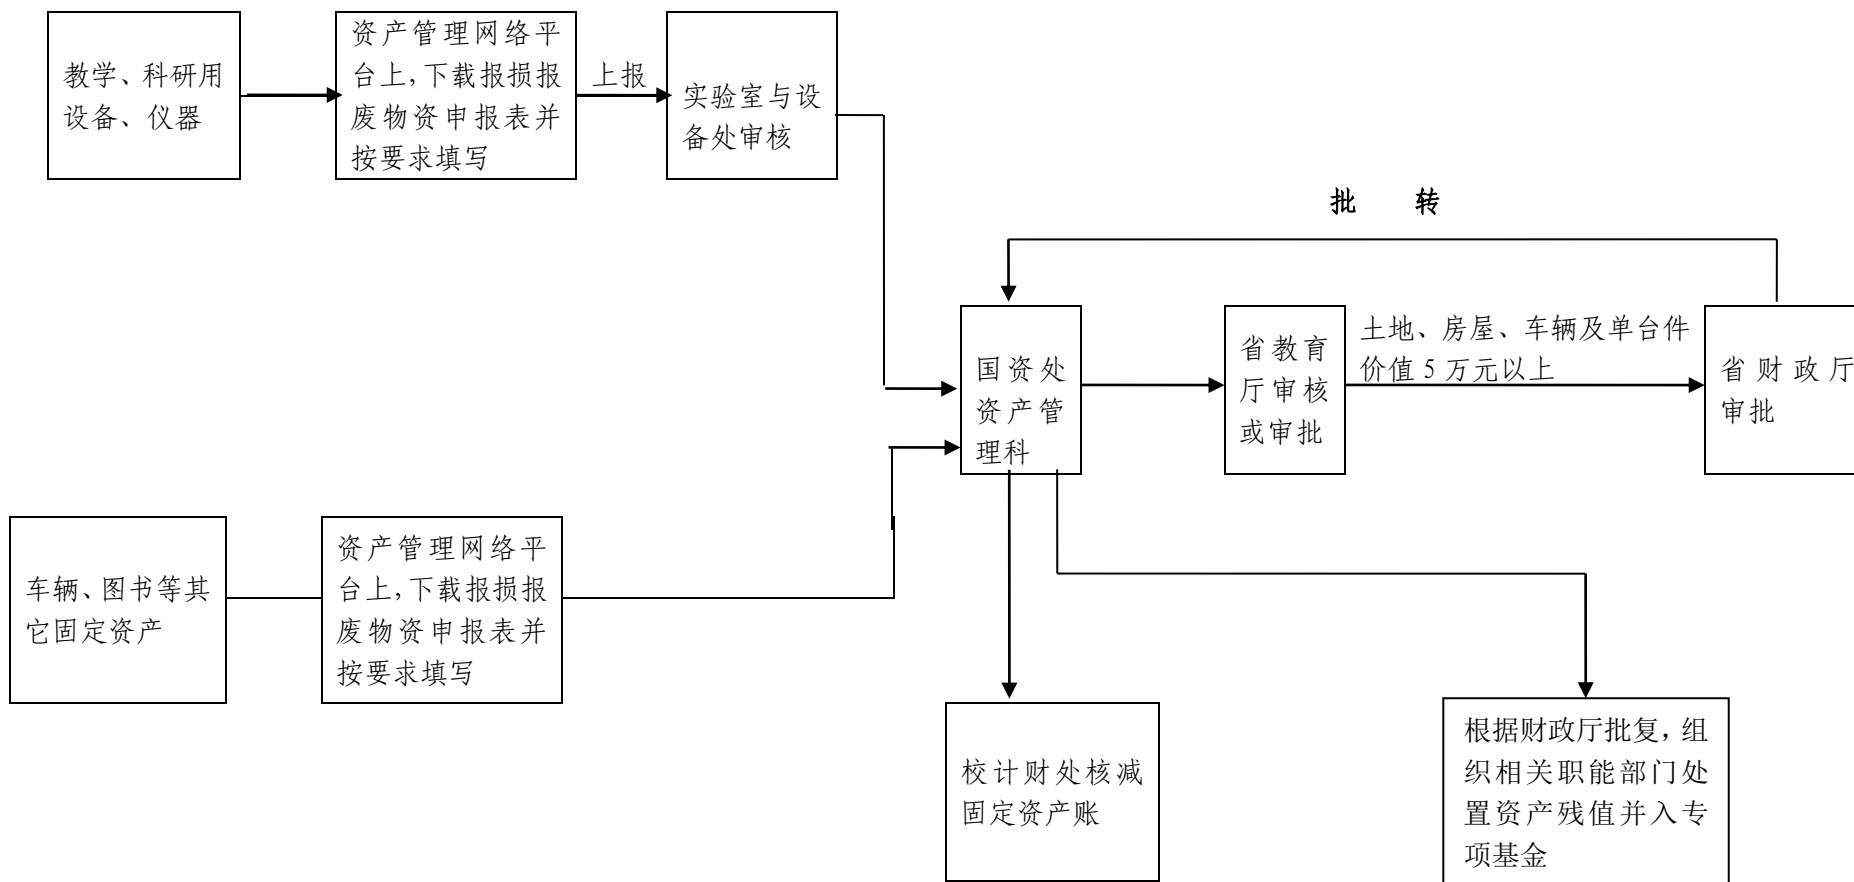 教学、科研用
设备、仪器
资产管理网络平
台上，下载报损报
废物资申报表并
按要求填写
上报
实验室与设
备处审核
批 转
国资处
资产管
理科
省教育
厅审核
或审批
土地、房屋、车辆及单台件
价值 5 万元以上
省财政厅
审批
车辆、图书等其
它固定资产
资产管理网络平
台上，下载报损报
废物资申报表并
按要求填写
校计财处核减
固定资产账
根据财政厅批复，组
织相关职能部门处
置资产残值并入专
项基金